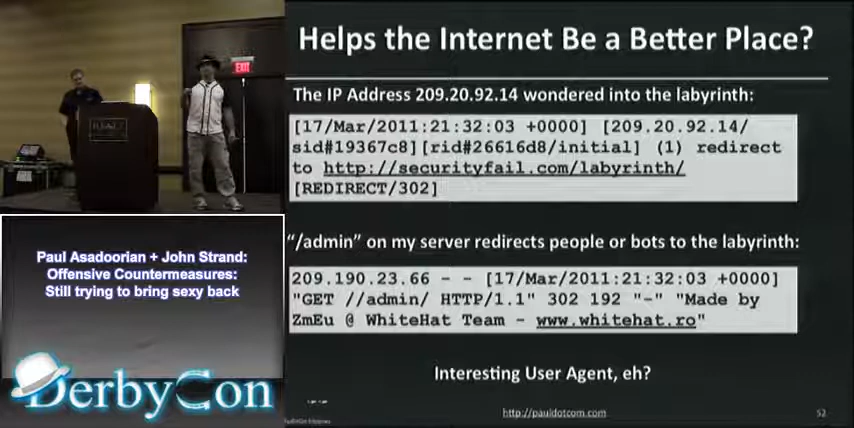 Helps the Internet Be a Better Place?
The IP Address 209.20.92.14 wondered into the labyrinth:
[17/Mar/2011:21:32:03 +0000] [209.20.92.14/
sid#19367c8][rid#26616d8/initial] (1) redirect
to http://securityfail.com/labyrinth/
[REDIRECT/302]
"/admin" on my server redirects people or bots to the labyrinth:
209.190.23.66 - - [17/Mar/2011:21:32:03 +0000]
"GET //admin/ HTTP/1.1" 302 192 "-" "Made by
ZmEu @ WhiteHat Team - www.whitehat.ro"
Interesting User Agent, eh?
http://pauldotcom.com
52
EXIT
HYATT
Paul Asadoorian + John Strand:
Offensive Countermeasures:
Still trying to bring sexy back
DerbyCon